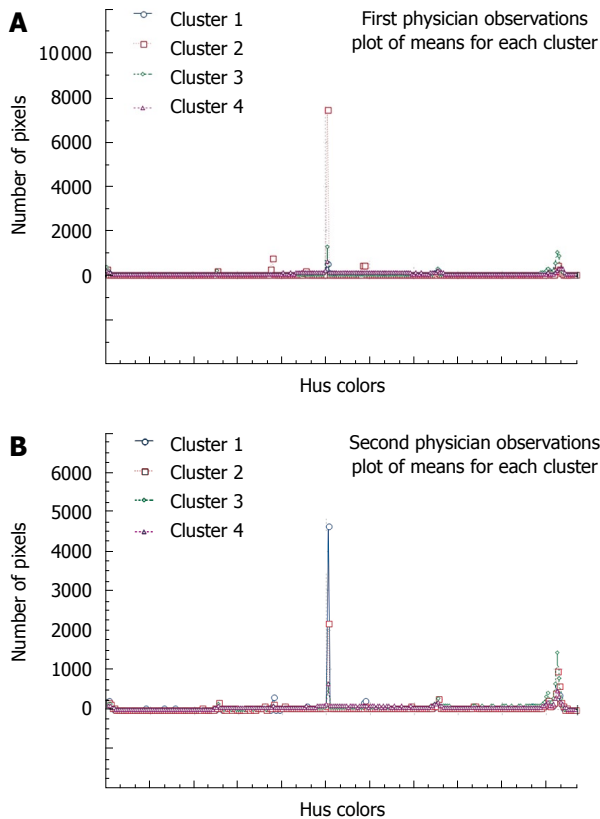 A
Cluster 1
Cluster 2
Cluster 3
Cluster 4
First physician observations
plot of means for each cluster
Number of pixels
10 000
8000
6000
4000
2000
0
Hus colors
B
Cluster 1
Cluster 2
Cluster 3
Cluster 4
Second physician observations
plot of means for each cluster
Number of pixels
6000
5000
4000
3000
2000
1000
0
Hus colors